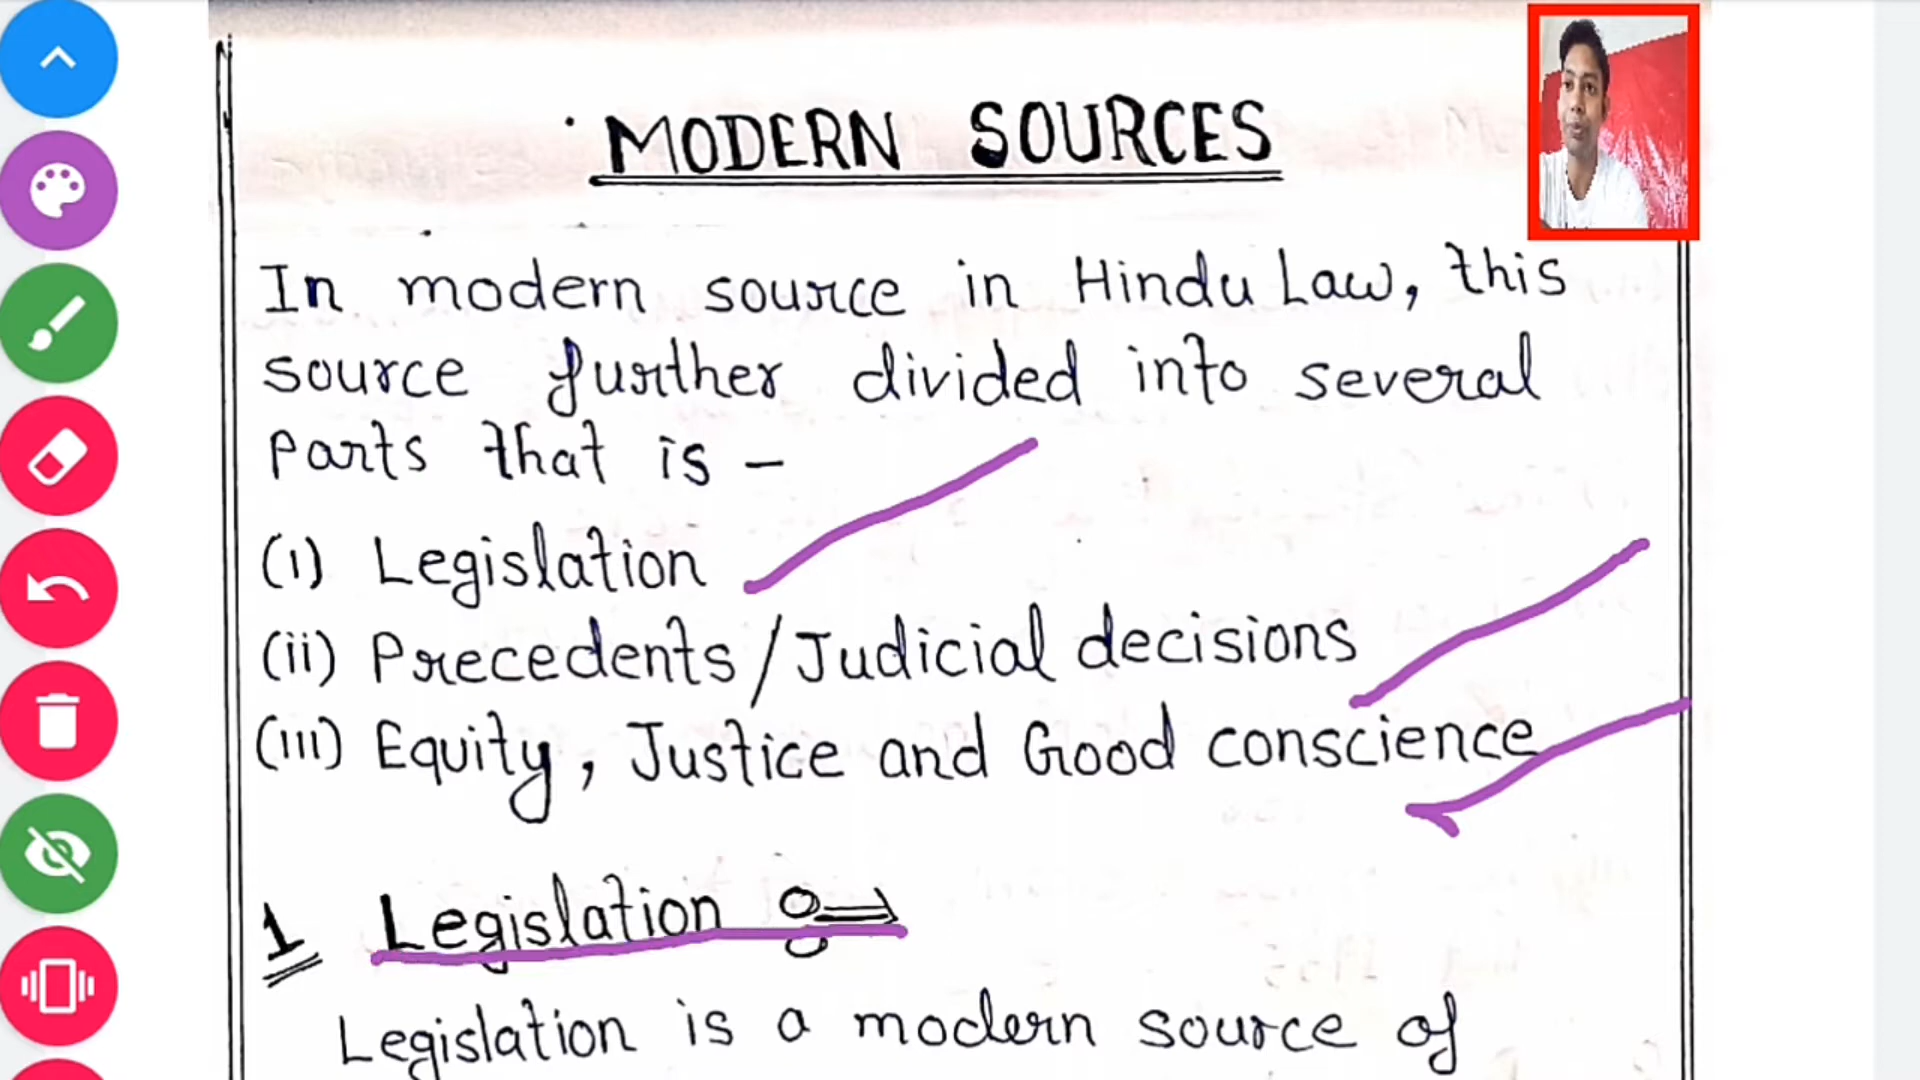 MODERN SOURCES
In modern source in Hindu Law, this
source further divided into several
Parts that is -
(i) Legislation
(ii) Precedents/Judicial decisions
(iii) Equity, Justice and Good conscience
1 Legislation :⇒
Legislation is a modern source of